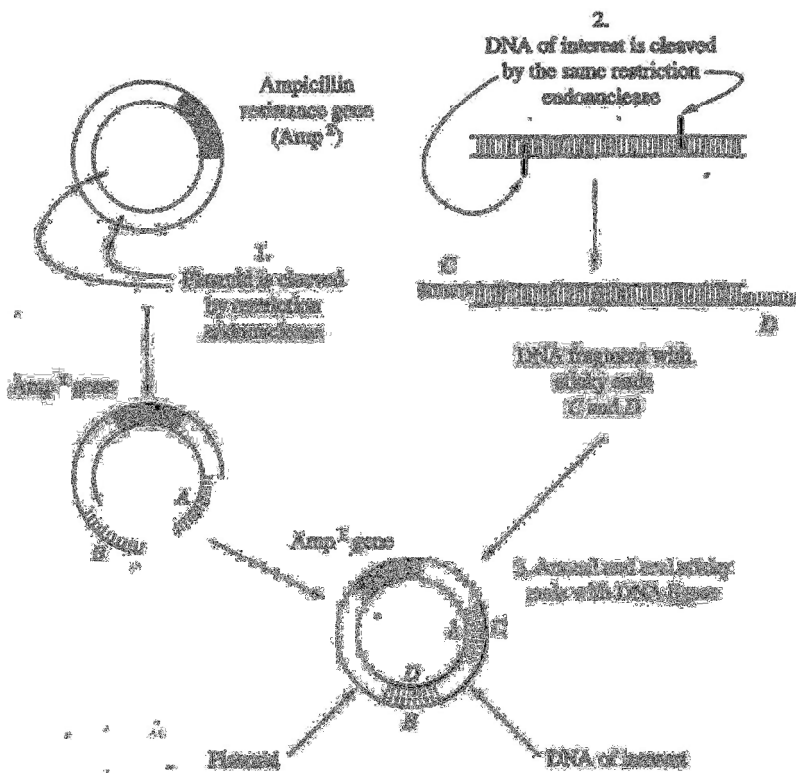 2.
DNA of interest is cleaved
by the same restriction
endonuclease
Ampicillin
resistance gene
(Amp^R)
1.
Plasmid is cleaved
by restriction
C
D
Amp^R gene
DNA fragment with
sticky ends
C and D
A
B
Amp^R gene
3. Anneal and seal sticky
ends with DNA ligase
A C
D
B
Plasmid
DNA of interest